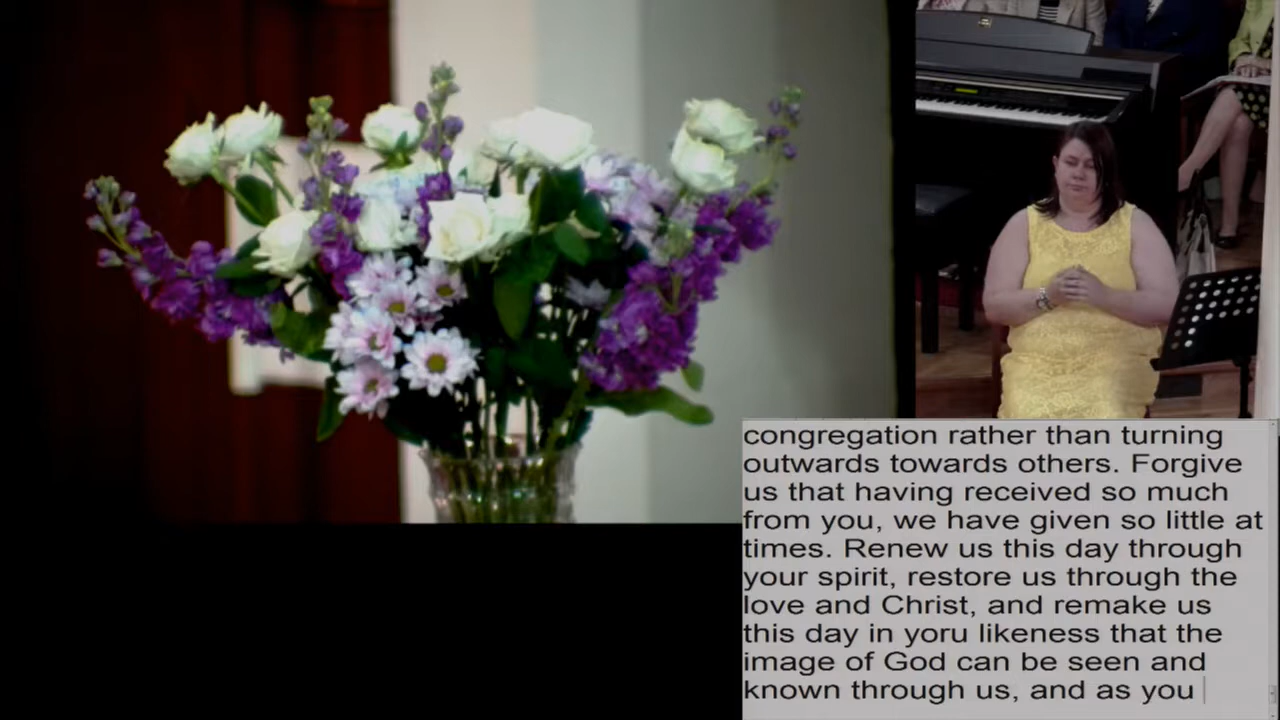 congregation rather than turning
outwards towards others. Forgive
us that having received so much
from you, we have given so little at
times. Renew us this day through
your spirit, restore us through the
love and Christ, and remake us
this day in yoru likeness that the
image of God can be seen and
known through us, and as you